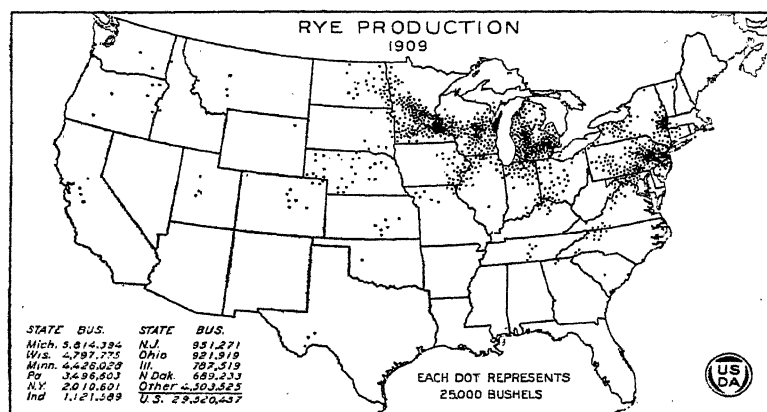 RYE PRODUCTION
1909
STATE BUS. STATE BUS.
Mich. 5,814,394 N.J. 951,271
Wis. 4,797,775 Ohio 921,919
Minn. 4,426,028 Ill. 787,519
Pa 3,496,603 N Dak. 689,233
N.Y. 2,010,601 Other 4,503,525
Ind 1,121,589 U.S. 29,520,457
EACH DOT REPRESENTS
25,000 BUSHELS
US
DA